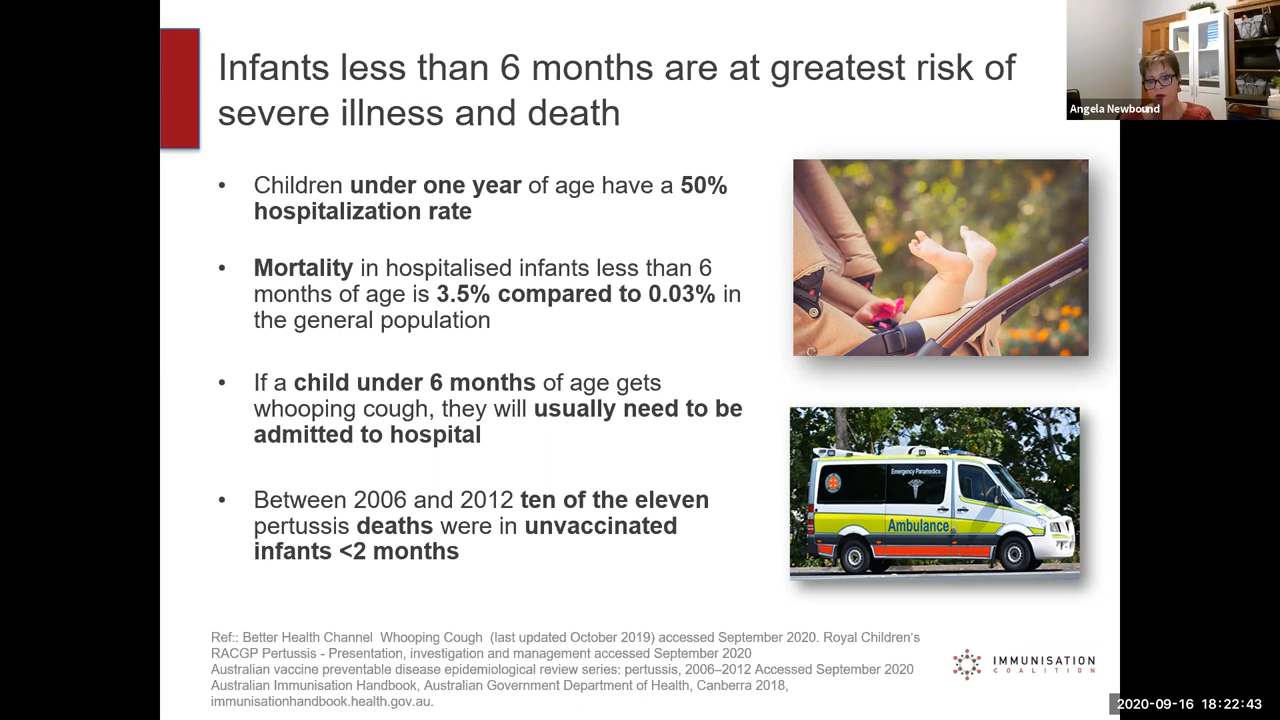 Infants less than 6 months are at greatest risk of
severe illness and death
Angela Newbound
• Children under one year of age have a 50%
hospitalization rate
• Mortality in hospitalised infants less than 6
months of age is 3.5% compared to 0.03% in
the general population
• If a child under 6 months of age gets
whooping cough, they will usually need to be
admitted to hospital
• Between 2006 and 2012 ten of the eleven
pertussis deaths were in unvaccinated
infants <2 months
Emergency Paramedics
Ambulance
Ref:: Better Health Channel Whooping Cough (last updated October 2019) accessed September 2020. Royal Children's
RACGP Pertussis - Presentation, investigation and management accessed September 2020
Australian vaccine preventable disease epidemiological review series: pertussis, 2006–2012 Accessed September 2020
Australian Immunisation Handbook, Australian Government Department of Health, Canberra 2018,
immunisationhandbook.health.gov.au.
IMMUNISATION
COALITION
2020-09-16 18:22:43